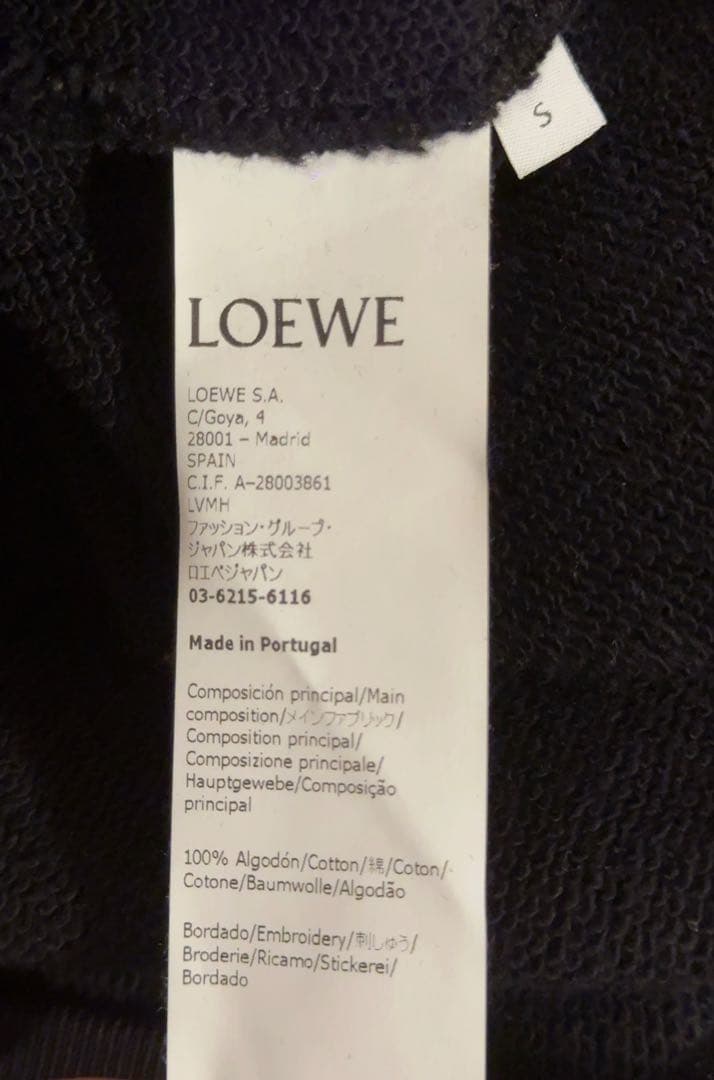 S
LOEWE
LOEWE S.A.
C/Goya, 4
28001 – Madrid
SPAIN
C.I.F. A–28003861
LVMH
ファッション・グループ・
ジャパン株式会社
ロエベジャパン
03-6215-6116
Made in Portugal
Composición principal/Main
composition/メインファブリック/
Composition principal/
Composizione principale/
Hauptgewebe/Composição
principal
100% Algodón/Cotton/綿/Coton/
Cotone/Baumwolle/Algodão
Bordado/Embroidery/刺しゅう/
Broderie/Ricamo/Stickerei/
Bordado